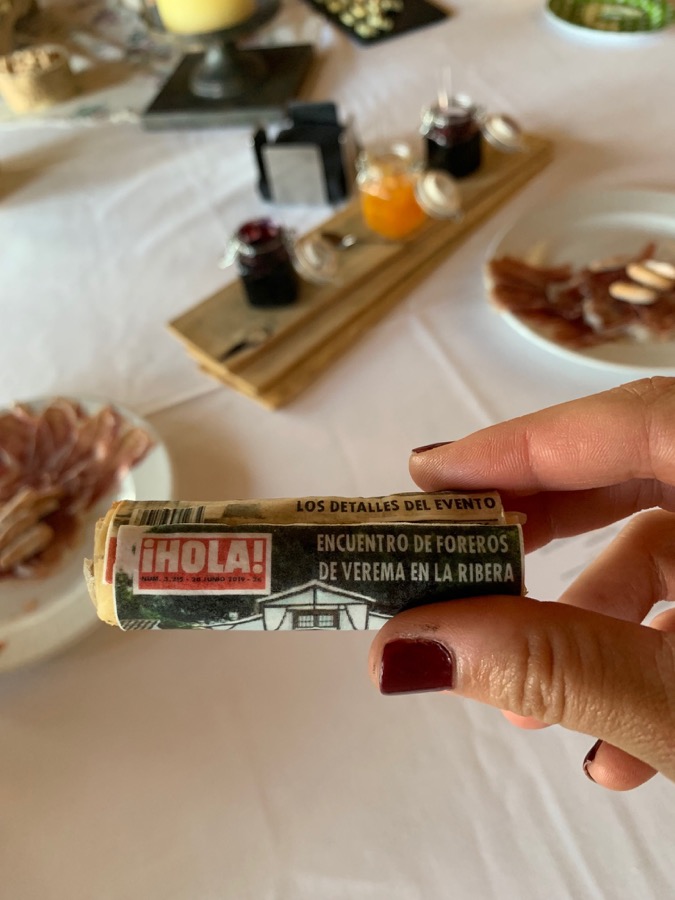 LOS DETALLES DEL EVENTO
¡HOLA!
ENCUENTRO DE FOREROS
DE VEREMA EN LA RIBERA